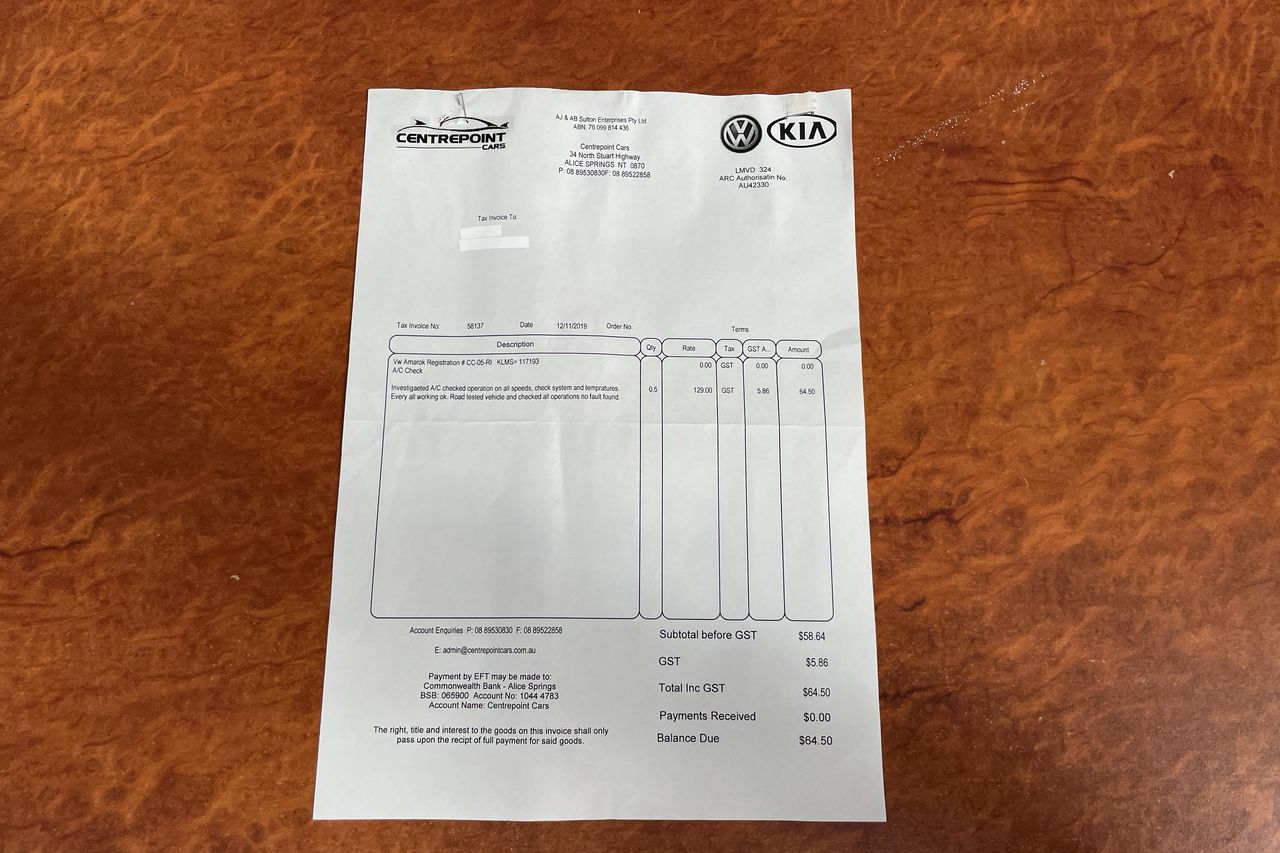 CENTREPOINT
CARS
AJ & AB Sutton Enterprises Pty Ltd
ABN: 76 099 814 436
Centrepoint Cars
34 North Stuart Highway
ALICE SPRINGS NT 0870
P: 08 89530830F: 08 89522858
VW
KIA
LMVD: 324
ARC Authorisatin No:
AU42330
Tax Invoice To:
Tax Invoice No: 58137 Date 12/11/2019 Order No: Terms
Description Qty Rate Tax GST A... Amount
Vw Amarok Registration # CC-05-RI KLMS= 117193 0.00 GST 0.00 0.00
A/C Check
Investigaeted A/C checked operation on all speeds, check system and tempratures. 0.5 129.00 GST 5.86 64.50
Every all working ok. Road tested vehicle and checked all operations no fault found.
Account Enquiries P: 08 89530830 F: 08 89522858
E: admin@centrepointcars.com.au
Payment by EFT may be made to:
Commonwealth Bank - Alice Springs
BSB: 065900 Account No: 1044 4783
Account Name: Centrepoint Cars
The right, title and interest to the goods on this invoice shall only
pass upon the recipt of full payment for said goods.
Subtotal before GST $58.64
GST $5.86
Total Inc GST $64.50
Payments Received $0.00
Balance Due $64.50